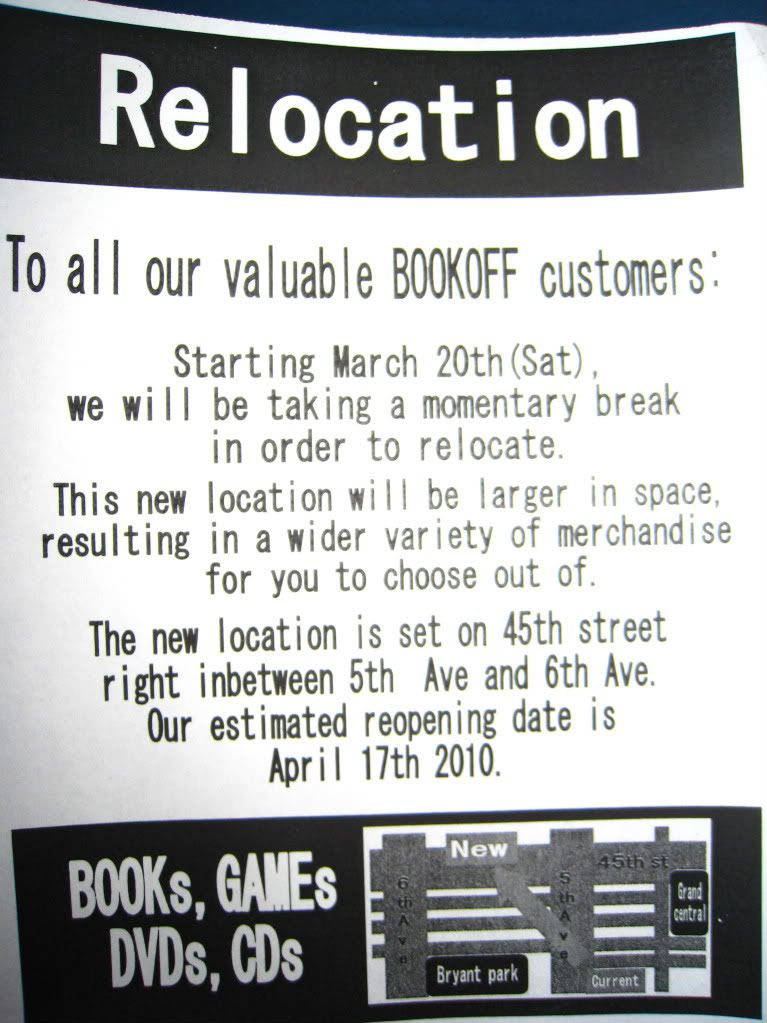 Relocation
To all our valuable BOOKOFF customers:
Starting March 20th(Sat),
we will be taking a momentary break
in order to relocate.
This new location will be larger in space,
resulting in a wider variety of merchandise
for you to choose out of.
The new location is set on 45th street
right inbetween 5th Ave and 6th Ave.
Our estimated reopening date is
April 17th 2010.
BOOKs, GAMEs
DVDs, CDs
New
45th st
6th Ave
5th Ave
Grand
central
Bryant park
Current